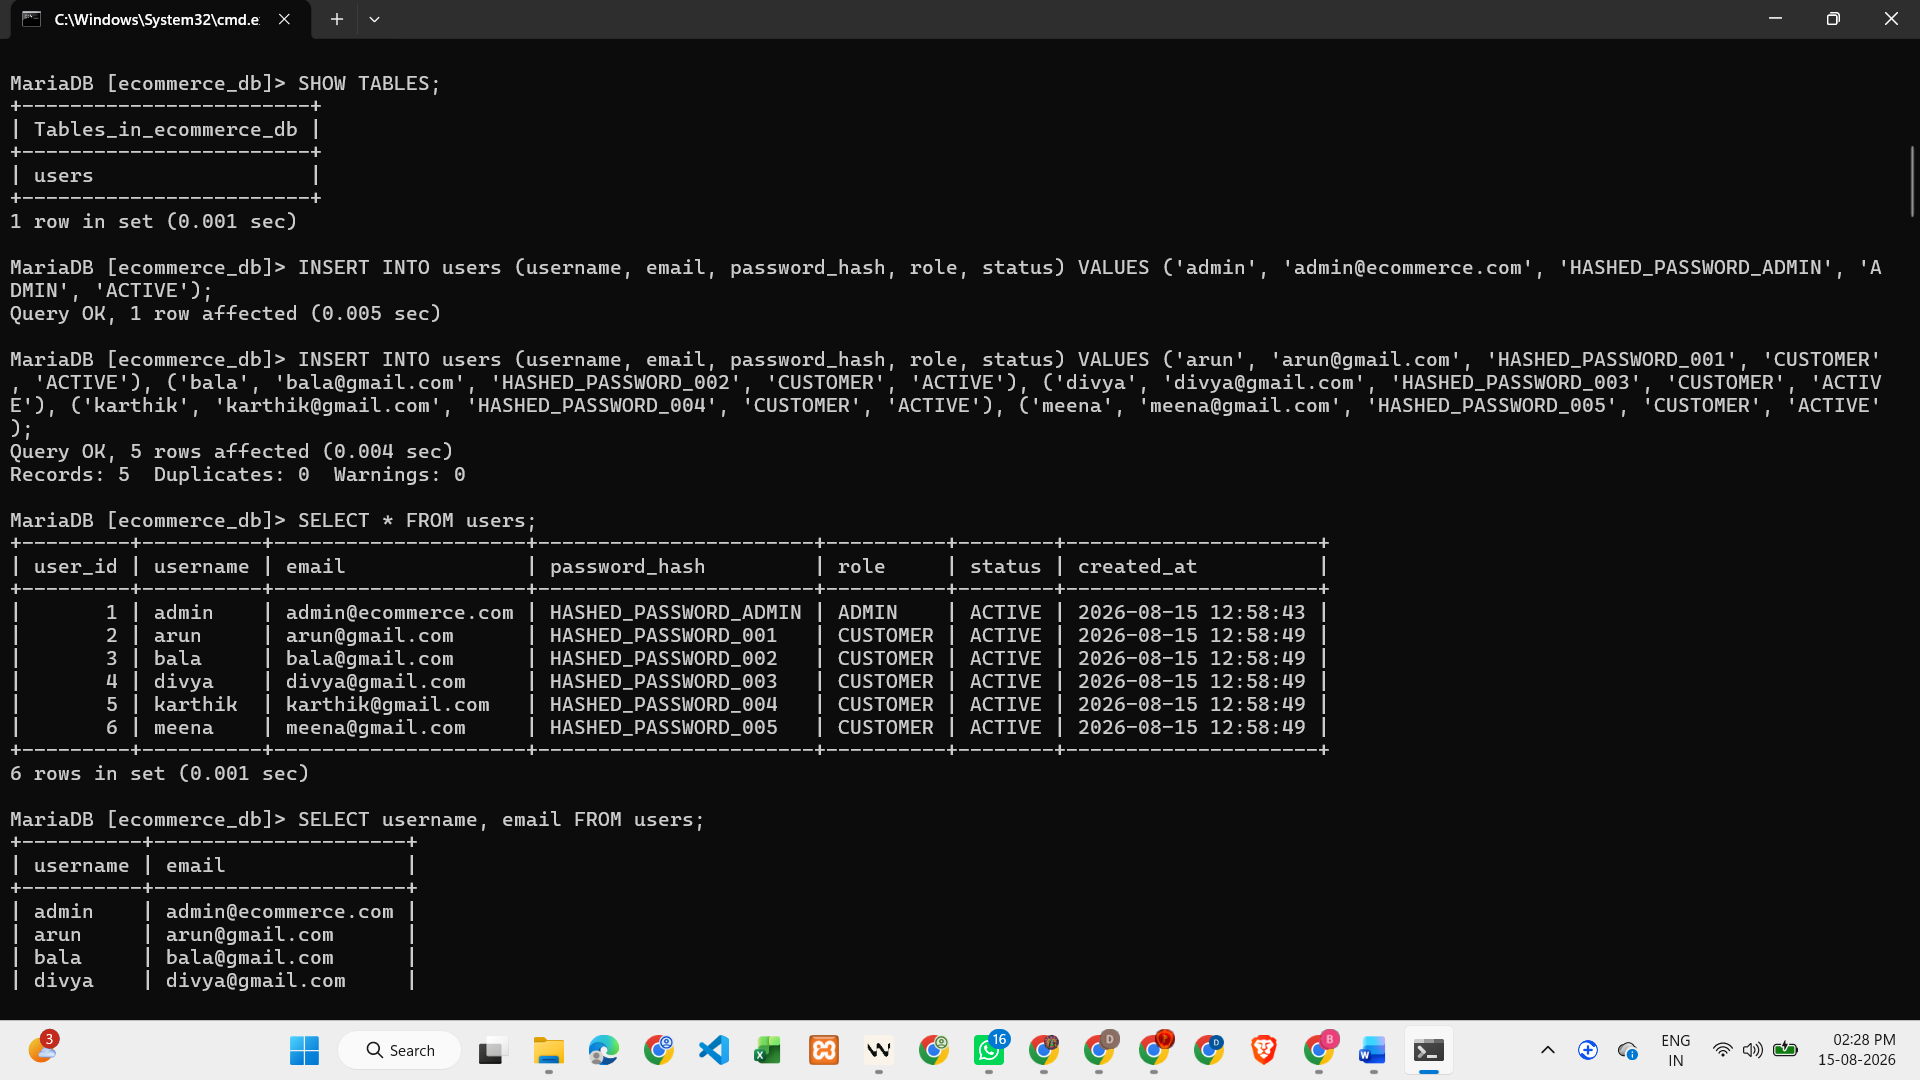 C:\Windows\System32\cmd.e
MariaDB [ecommerce_db]> SHOW TABLES;
+------------------------+
| Tables_in_ecommerce_db |
+------------------------+
| users                  |
+------------------------+
1 row in set (0.001 sec)
MariaDB [ecommerce_db]> INSERT INTO users (username, email, password_hash, role, status) VALUES ('admin', 'admin@ecommerce.com', 'HASHED_PASSWORD_ADMIN', 'A
DMIN', 'ACTIVE');
Query OK, 1 row affected (0.005 sec)
MariaDB [ecommerce_db]> INSERT INTO users (username, email, password_hash, role, status) VALUES ('arun', 'arun@gmail.com', 'HASHED_PASSWORD_001', 'CUSTOMER'
, 'ACTIVE'), ('bala', 'bala@gmail.com', 'HASHED_PASSWORD_002', 'CUSTOMER', 'ACTIVE'), ('divya', 'divya@gmail.com', 'HASHED_PASSWORD_003', 'CUSTOMER', 'ACTIV
E'), ('karthik', 'karthik@gmail.com', 'HASHED_PASSWORD_004', 'CUSTOMER', 'ACTIVE'), ('meena', 'meena@gmail.com', 'HASHED_PASSWORD_005', 'CUSTOMER', 'ACTIVE'
);
Query OK, 5 rows affected (0.004 sec)
Records: 5  Duplicates: 0  Warnings: 0
MariaDB [ecommerce_db]> SELECT * FROM users;
+---------+----------+---------------------+-----------------------+----------+--------+---------------------+
| user_id | username | email               | password_hash         | role     | status | created_at          |
+---------+----------+---------------------+-----------------------+----------+--------+---------------------+
|       1 | admin    | admin@ecommerce.com | HASHED_PASSWORD_ADMIN | ADMIN    | ACTIVE | 2026-08-15 12:58:43 |
|       2 | arun     | arun@gmail.com      | HASHED_PASSWORD_001   | CUSTOMER | ACTIVE | 2026-08-15 12:58:49 |
|       3 | bala     | bala@gmail.com      | HASHED_PASSWORD_002   | CUSTOMER | ACTIVE | 2026-08-15 12:58:49 |
|       4 | divya    | divya@gmail.com     | HASHED_PASSWORD_003   | CUSTOMER | ACTIVE | 2026-08-15 12:58:49 |
|       5 | karthik  | karthik@gmail.com   | HASHED_PASSWORD_004   | CUSTOMER | ACTIVE | 2026-08-15 12:58:49 |
|       6 | meena    | meena@gmail.com     | HASHED_PASSWORD_005   | CUSTOMER | ACTIVE | 2026-08-15 12:58:49 |
+---------+----------+---------------------+-----------------------+----------+--------+---------------------+
6 rows in set (0.001 sec)
MariaDB [ecommerce_db]> SELECT username, email FROM users;
+----------+---------------------+
| username | email               |
+----------+---------------------+
| admin    | admin@ecommerce.com |
| arun     | arun@gmail.com      |
| bala     | bala@gmail.com      |
| divya    | divya@gmail.com     |
3
Search
16
D
D
B
ENG
IN
02:28 PM
15-08-2026